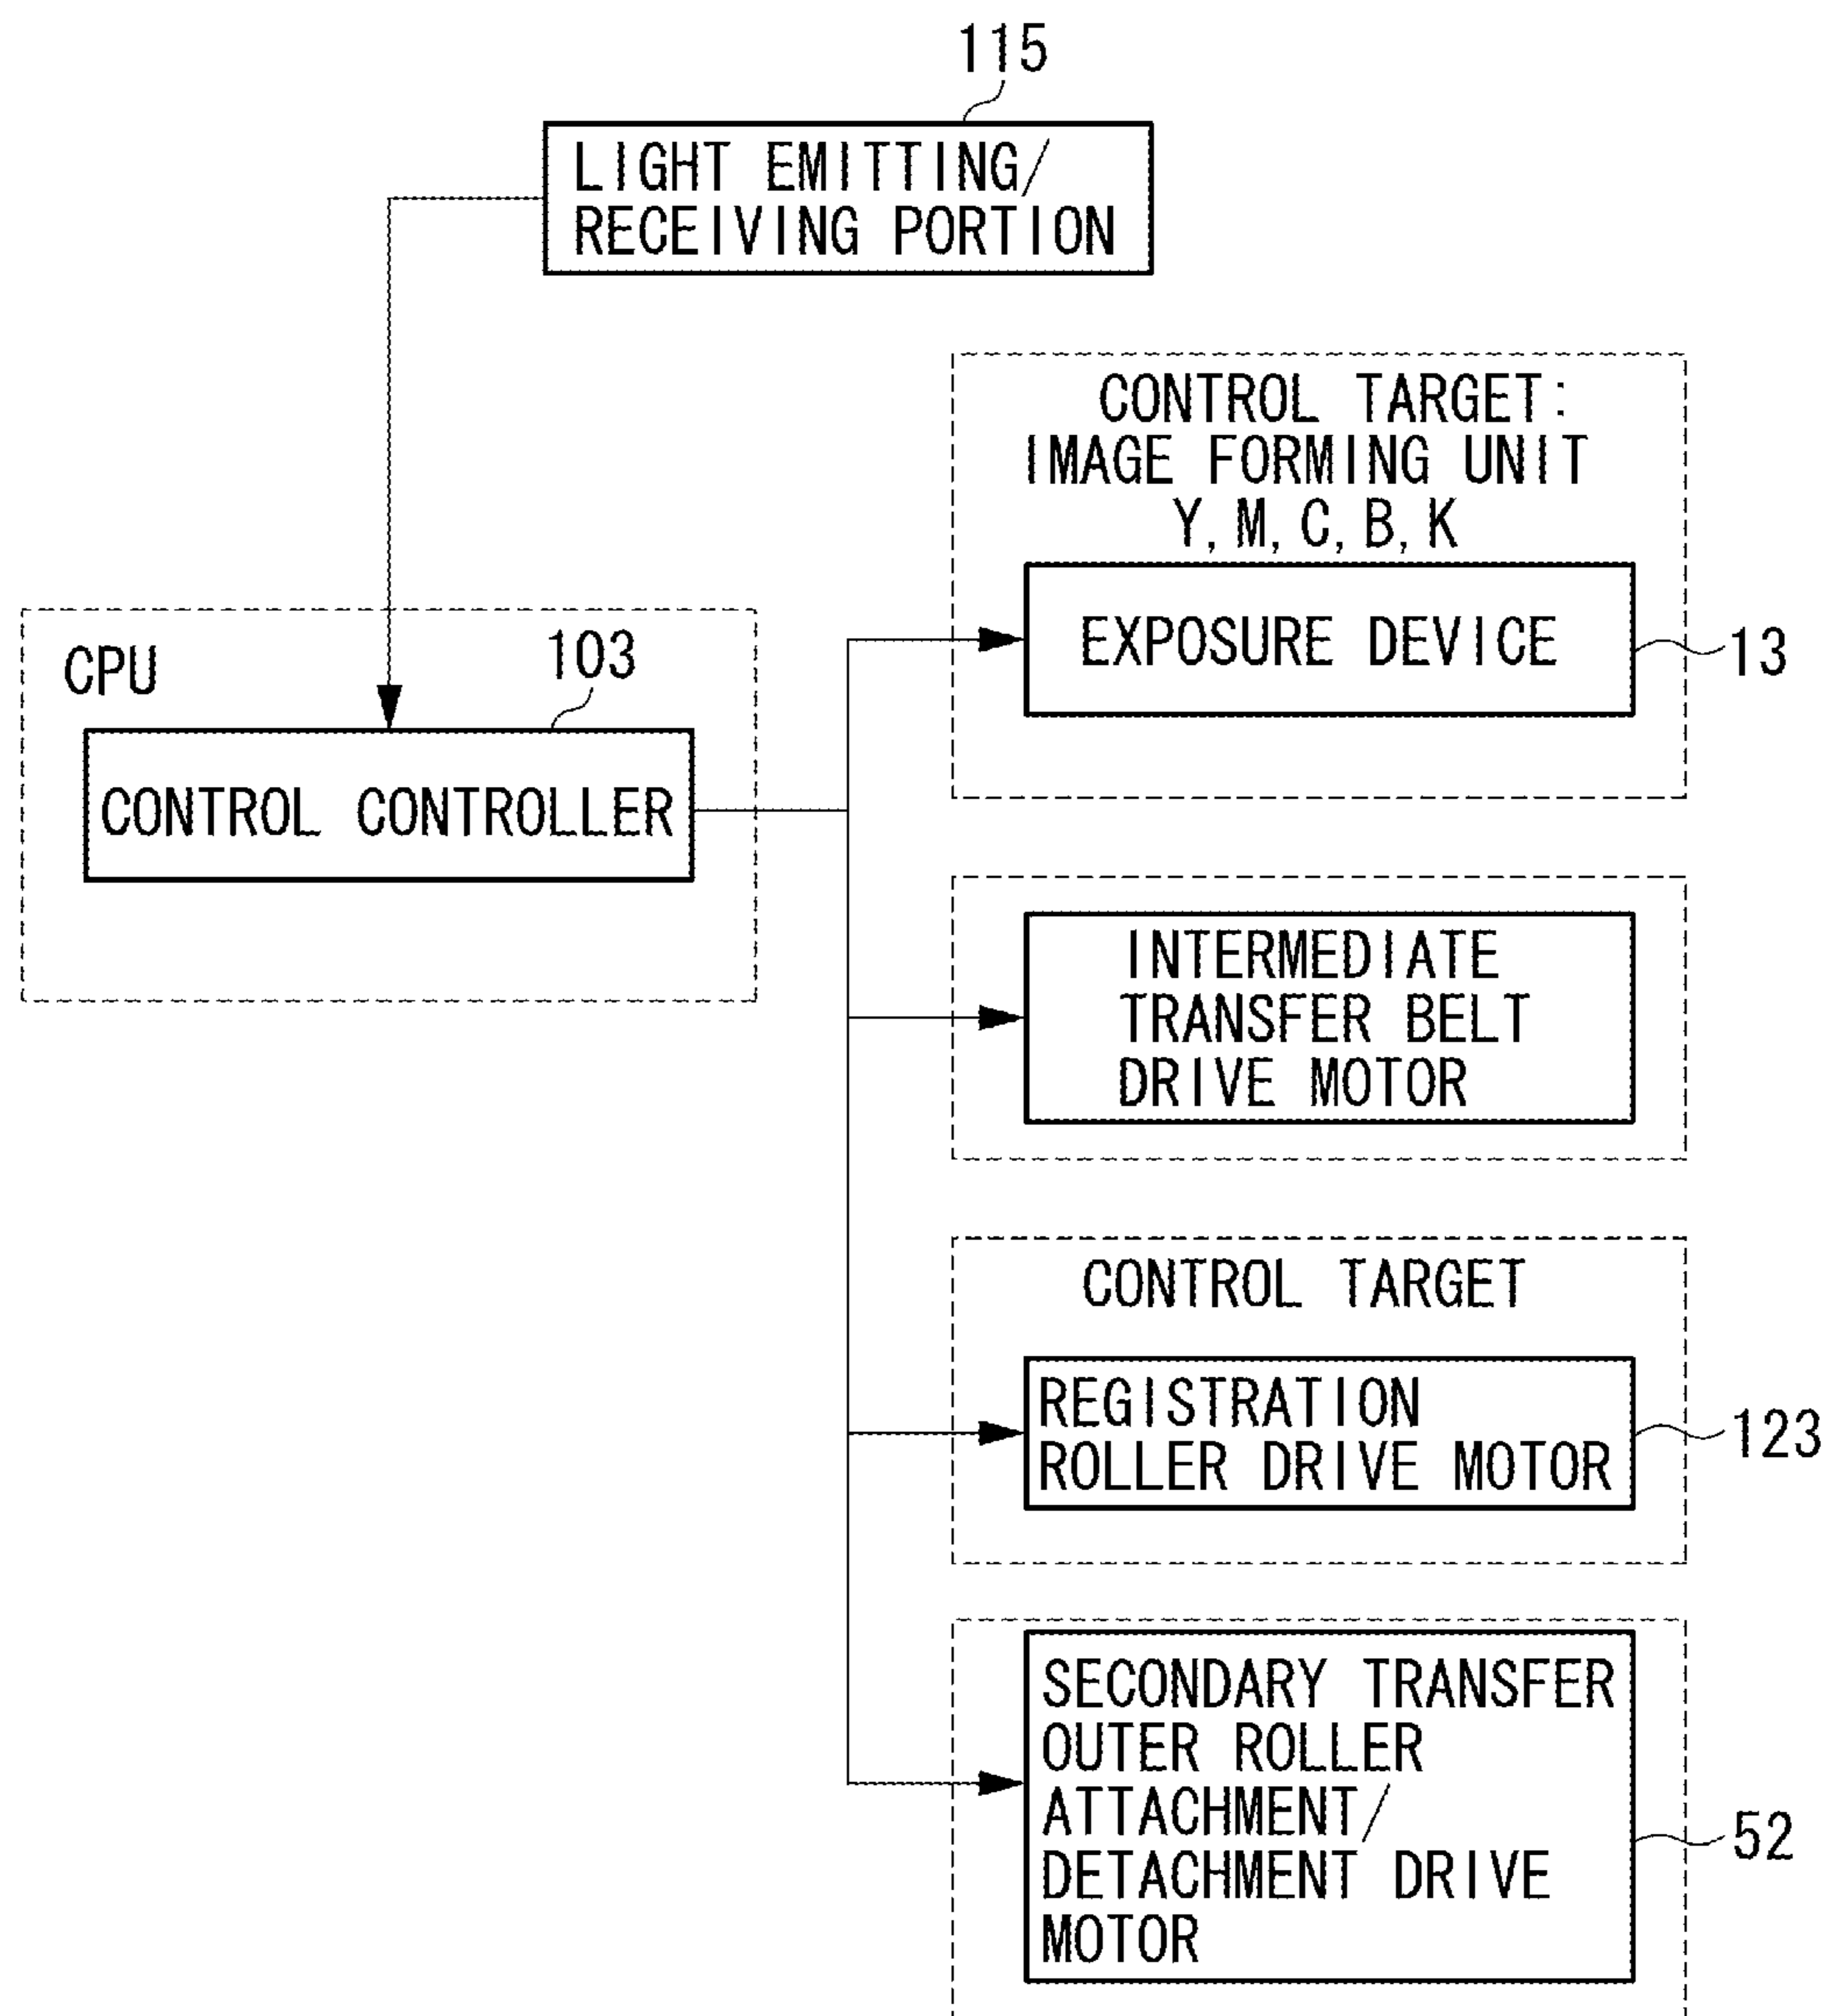 115
LIGHT EMITTING/
RECEIVING PORTION
CPU
103
CONTROL CONTROLLER
CONTROL TARGET:
IMAGE FORMING UNIT
Y, M, C, B, K
EXPOSURE DEVICE
13
INTERMEDIATE
TRANSFER BELT
DRIVE MOTOR
CONTROL TARGET
REGISTRATION
ROLLER DRIVE MOTOR
123
SECONDARY TRANSFER
OUTER ROLLER
ATTACHMENT/
DETACHMENT DRIVE
MOTOR
52